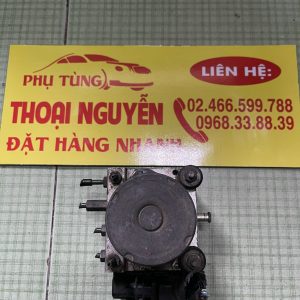 PHỤ TÙNG
LIÊN HỆ:
THOẠI NGUYỄN
02.466.599.788
0968.33.88.39
ĐẶT HÀNG NHANH